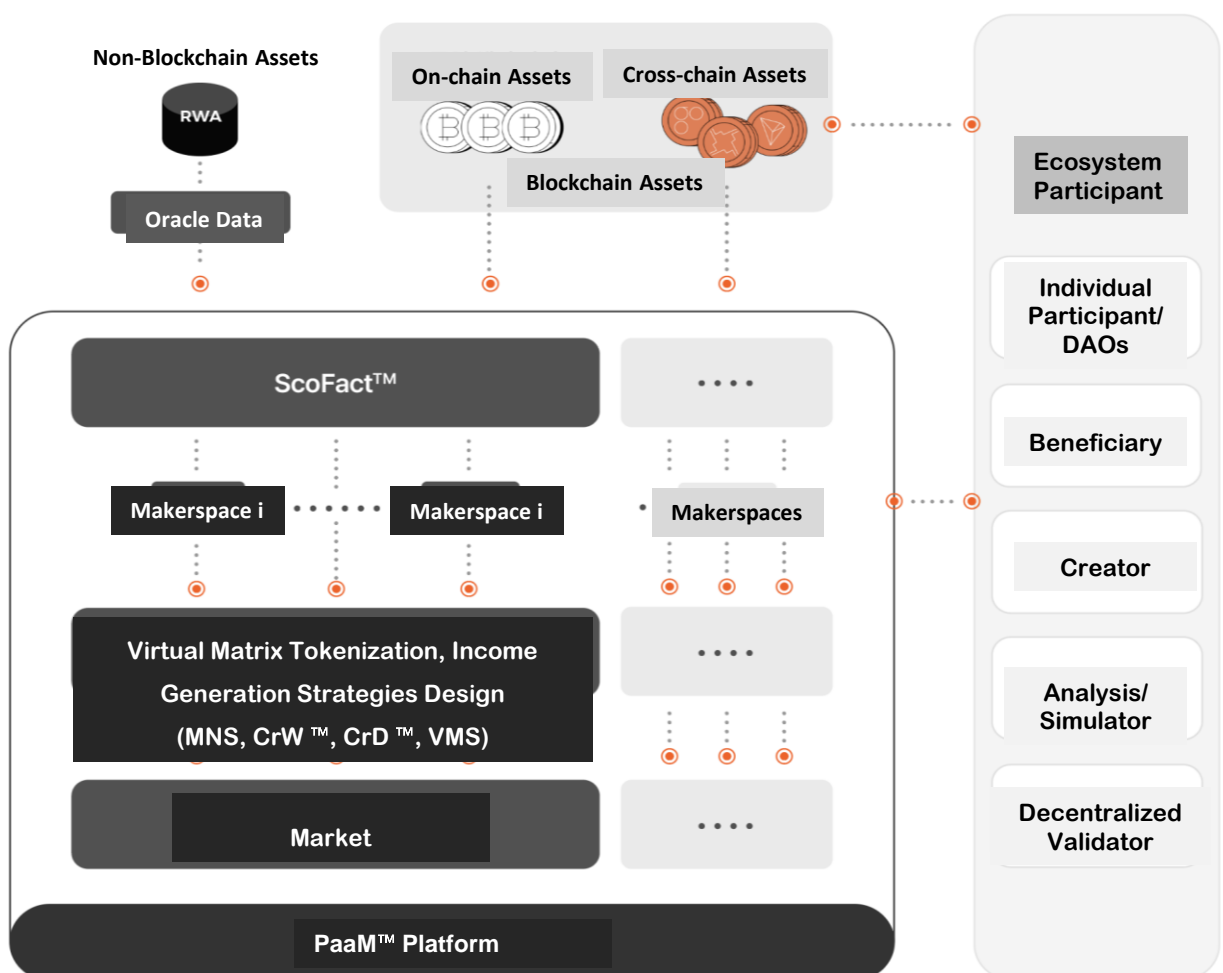 Non-Blockchain Assets
RWA
Oracle Data
On-chain Assets
Cross-chain Assets
Blockchain Assets
ScoFact™
....
Makerspace i
......
Makerspace i
Makerspaces
Virtual Matrix Tokenization, Income
Generation Strategies Design
(MNS, CrW ™, CrD ™, VMS)
....
Market
....
PaaM™ Platform
Ecosystem
Participant
Individual
Participant/
DAOs
Beneficiary
Creator
Analysis/
Simulator
Decentralized
Validator